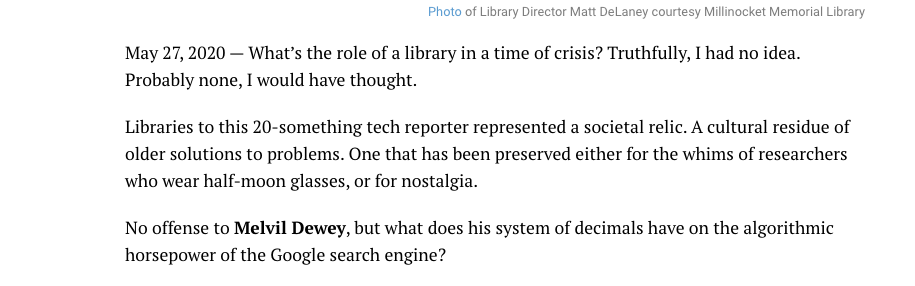 Photo of Library Director Matt DeLaney courtesy Millinocket Memorial Library
May 27, 2020 — What’s the role of a library in a time of crisis? Truthfully, I had no idea.
Probably none, I would have thought.
Libraries to this 20-something tech reporter represented a societal relic. A cultural residue of
older solutions to problems. One that has been preserved either for the whims of researchers
who wear half-moon glasses, or for nostalgia.
No offense to Melvil Dewey, but what does his system of decimals have on the algorithmic
horsepower of the Google search engine?